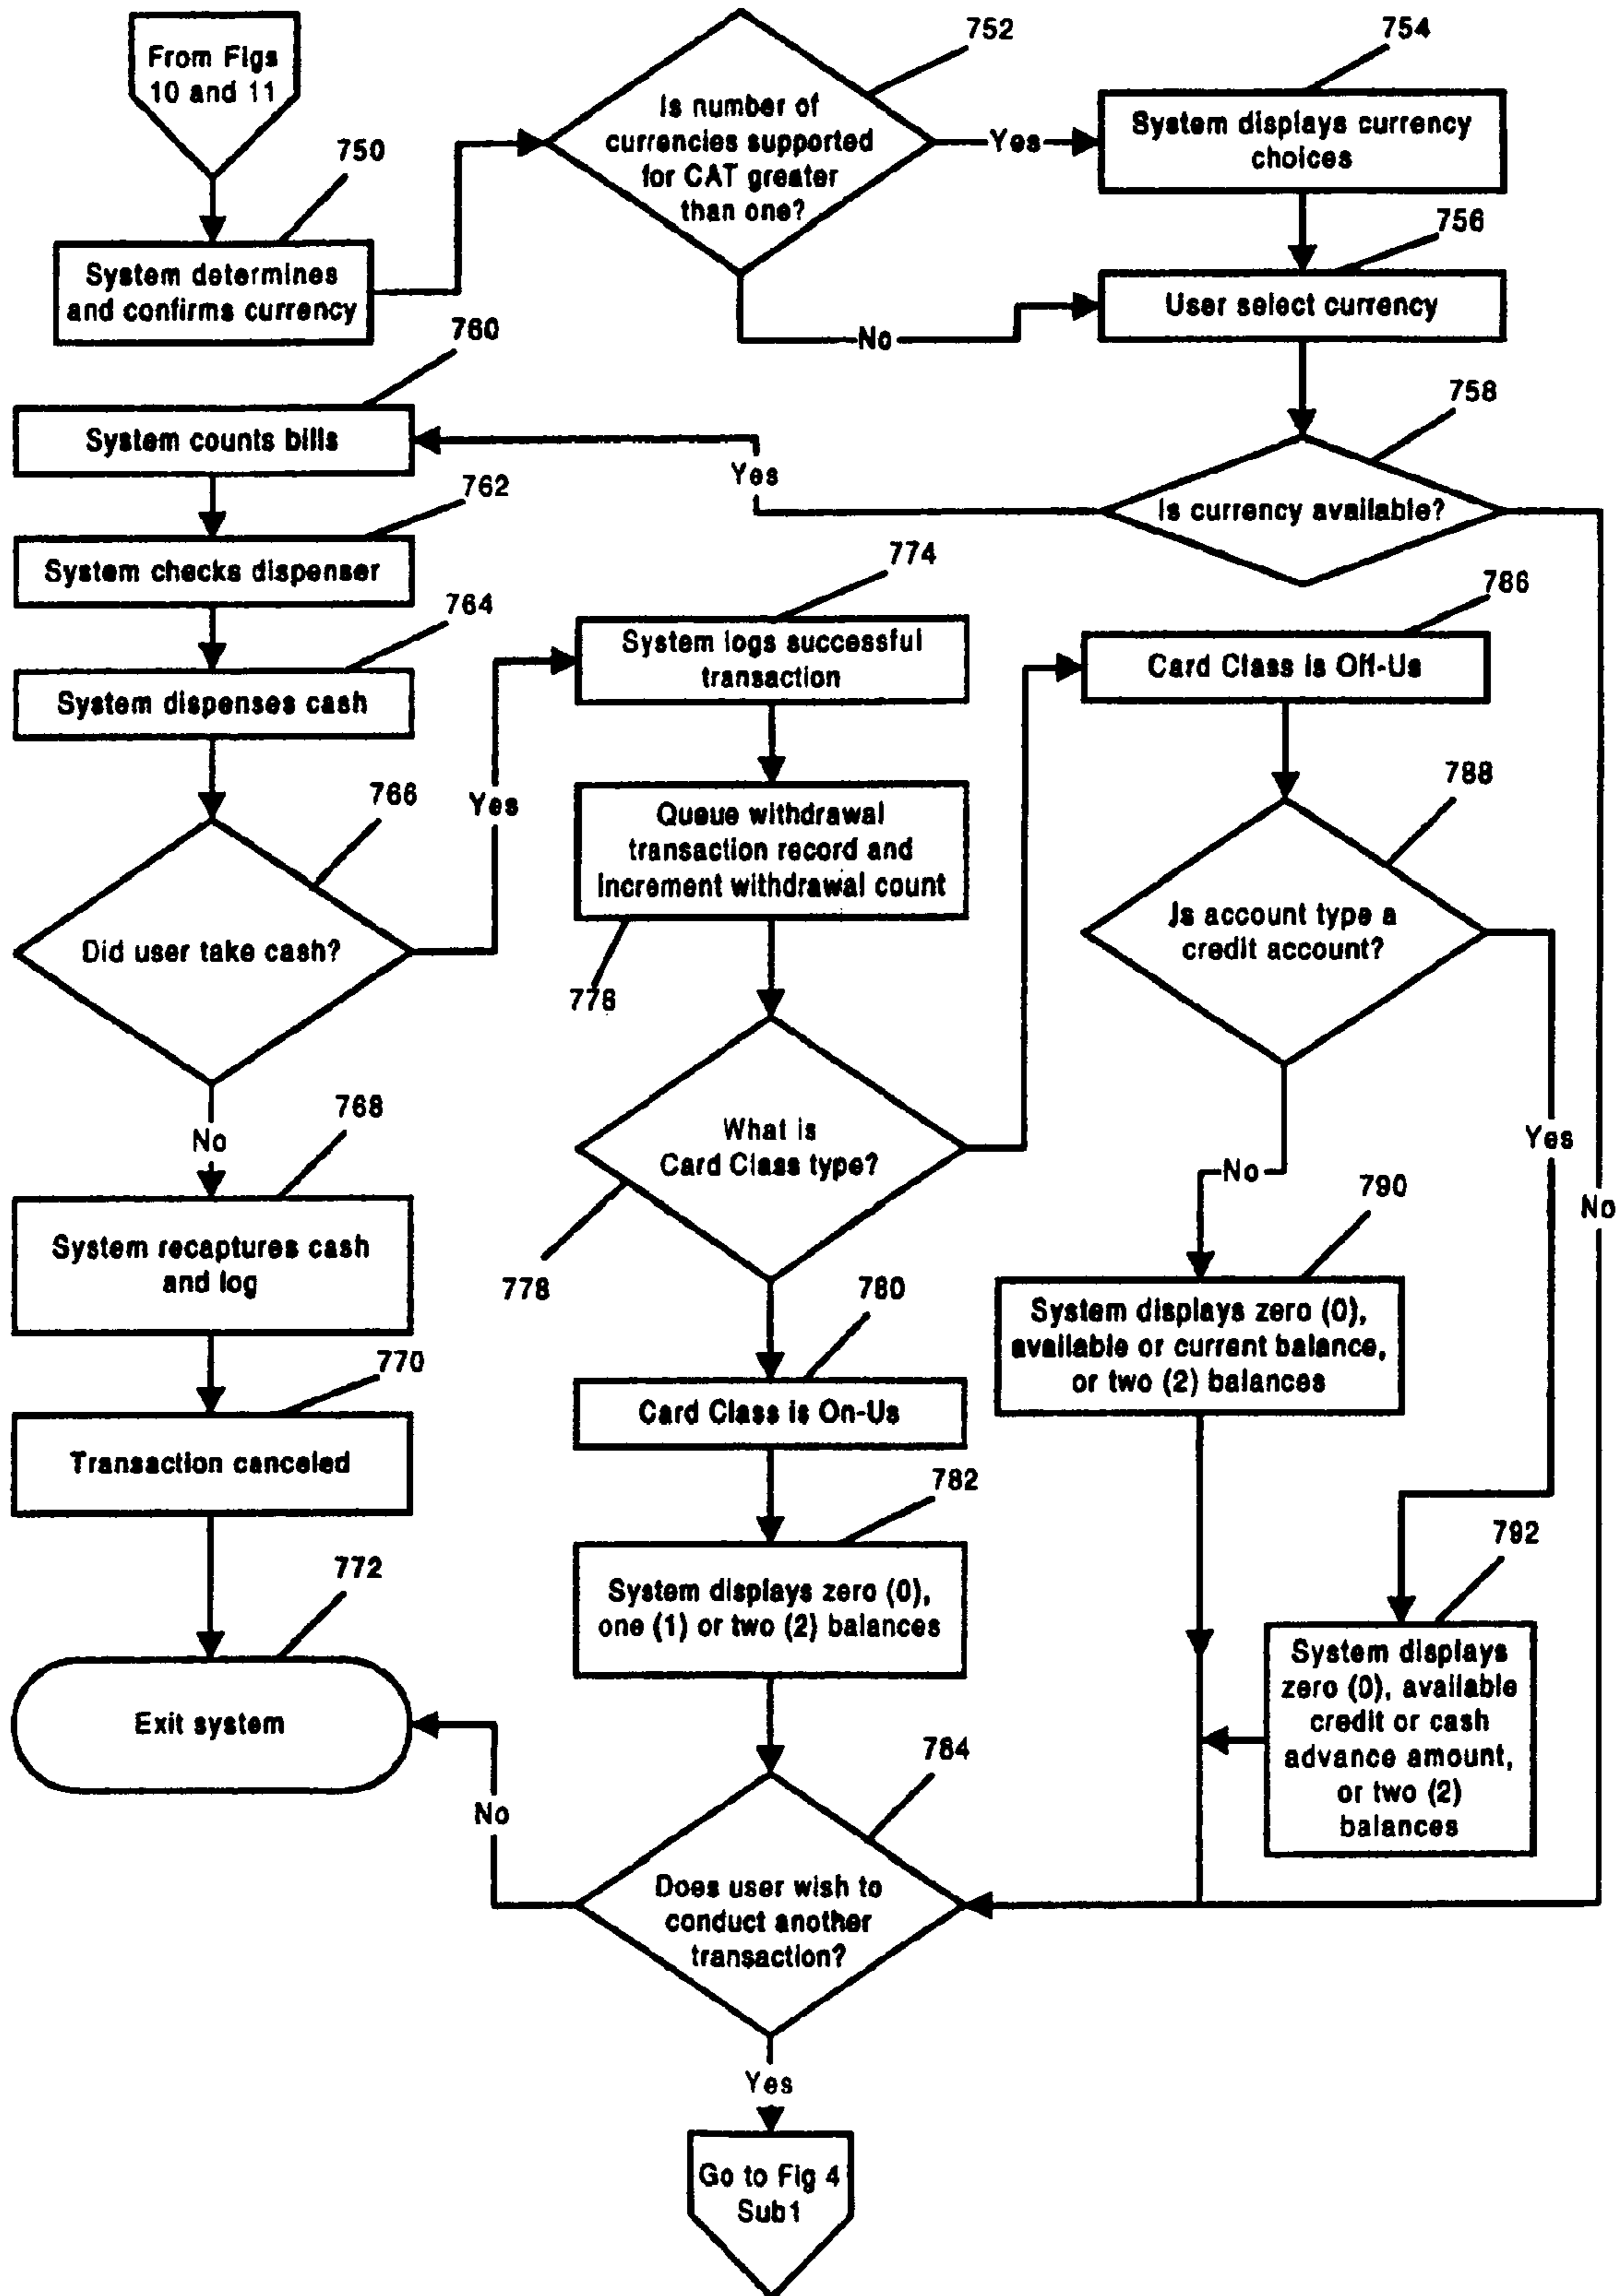 From Figs
10 and 11
750
System determines
and confirms currency
752
Is number of
currencies supported
for CAT greater
than one?
Yes
No
754
System displays currency
choices
756
User select currency
758
Is currency available?
Yes
No
760
System counts bills
762
System checks dispenser
764
System dispenses cash
766
Did user take cash?
Yes
No
768
System recaptures cash
and log
770
Transaction canceled
772
Exit system
774
System logs successful
transaction
Queue withdrawal
transaction record and
increment withdrawal count
778
What is
Card Class type?
778
780
Card Class is On-Us
782
System displays zero (0),
one (1) or two (2) balances
784
Does user wish to
conduct another
transaction?
No
Yes
Go to Fig 4
Sub1
786
Card Class is Off-Us
788
Is account type a
credit account?
No
Yes
790
System displays zero (0),
available or current balance,
or two (2) balances
792
System displays
zero (0), available
credit or cash
advance amount,
or two (2)
balances